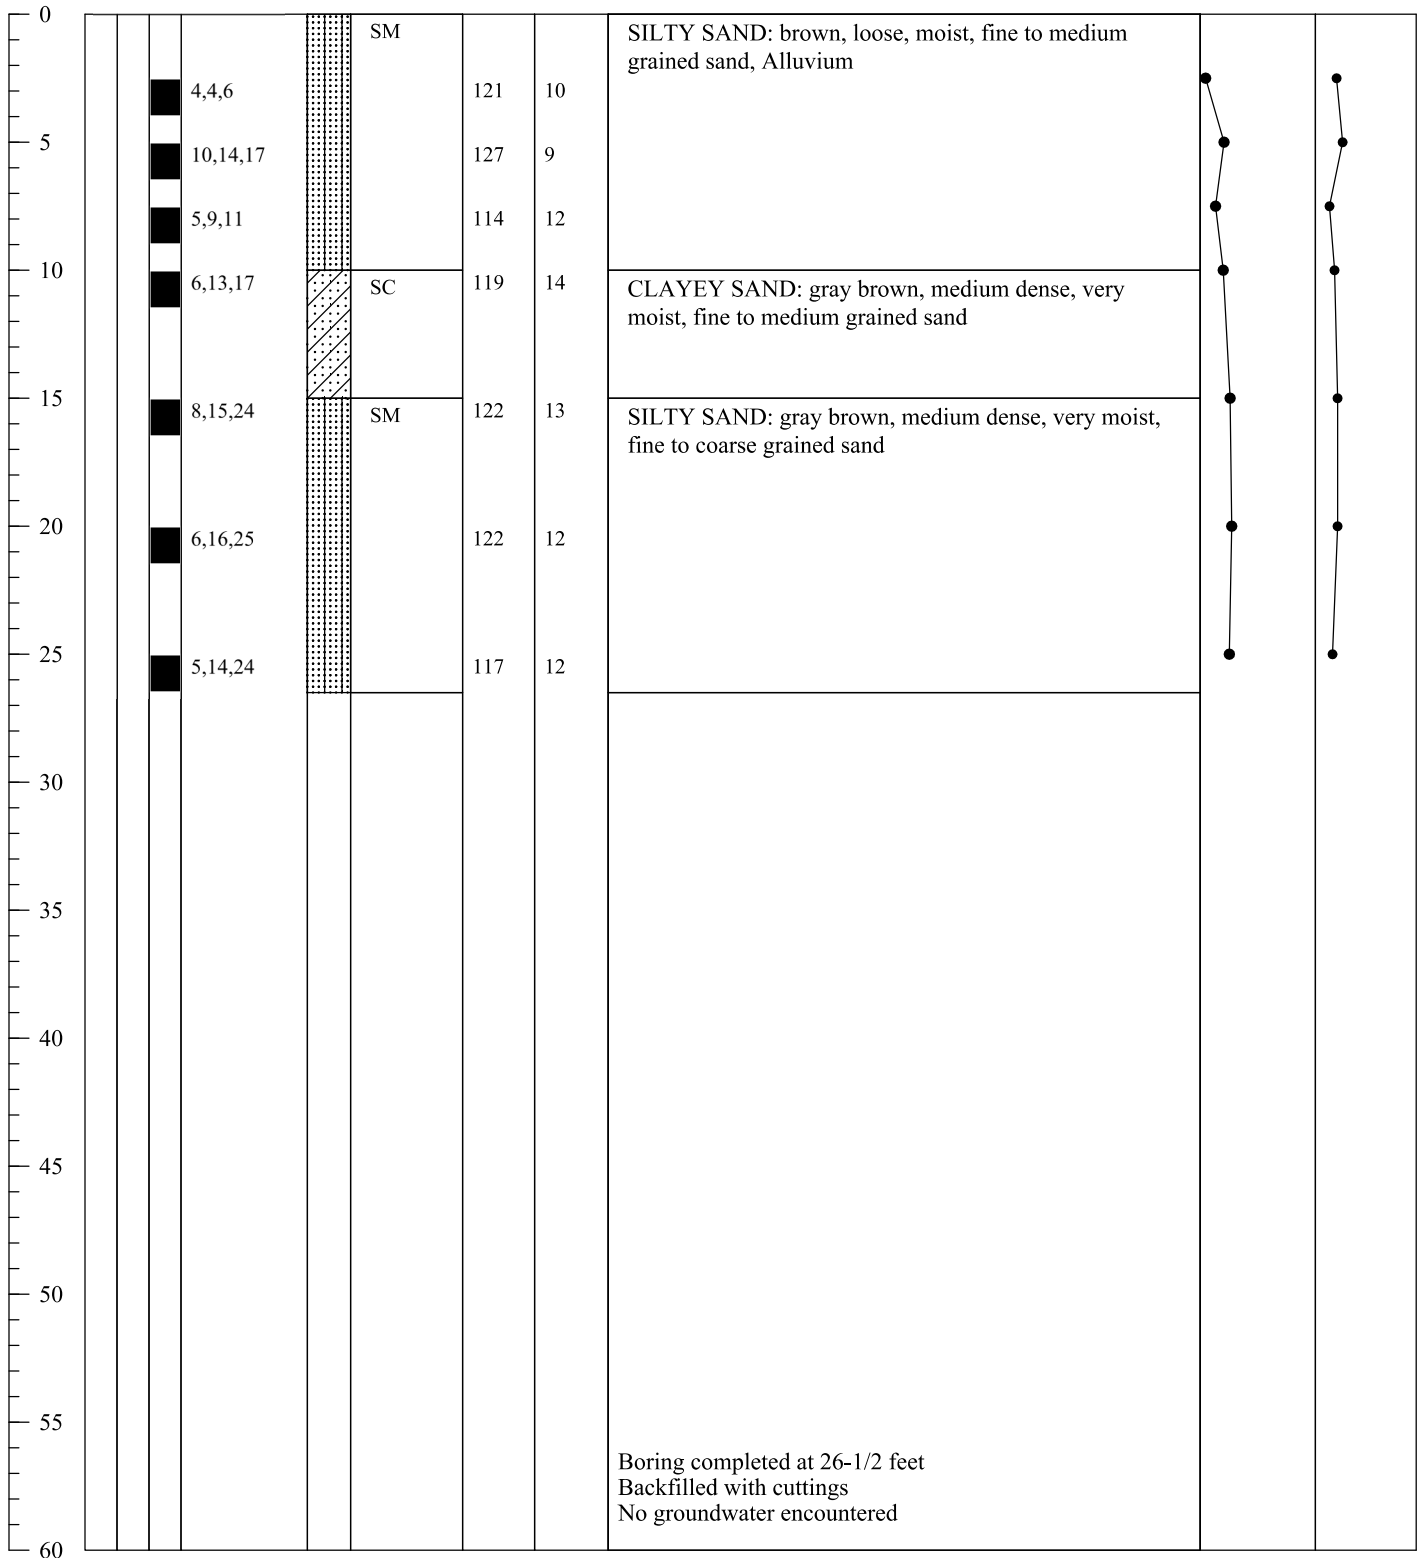 0
SM
SILTY SAND: brown, loose, moist, fine to medium
grained sand, Alluvium
4,4,6
121
10
5
10,14,17
127
9
5,9,11
114
12
10
6,13,17
SC
119
14
CLAYEY SAND: gray brown, medium dense, very
moist, fine to medium grained sand
15
8,15,24
SM
122
13
SILTY SAND: gray brown, medium dense, very moist,
fine to coarse grained sand
20
6,16,25
122
12
25
5,14,24
117
12
30
35
40
45
50
55
Boring completed at 26-1/2 feet
Backfilled with cuttings
No groundwater encountered
60